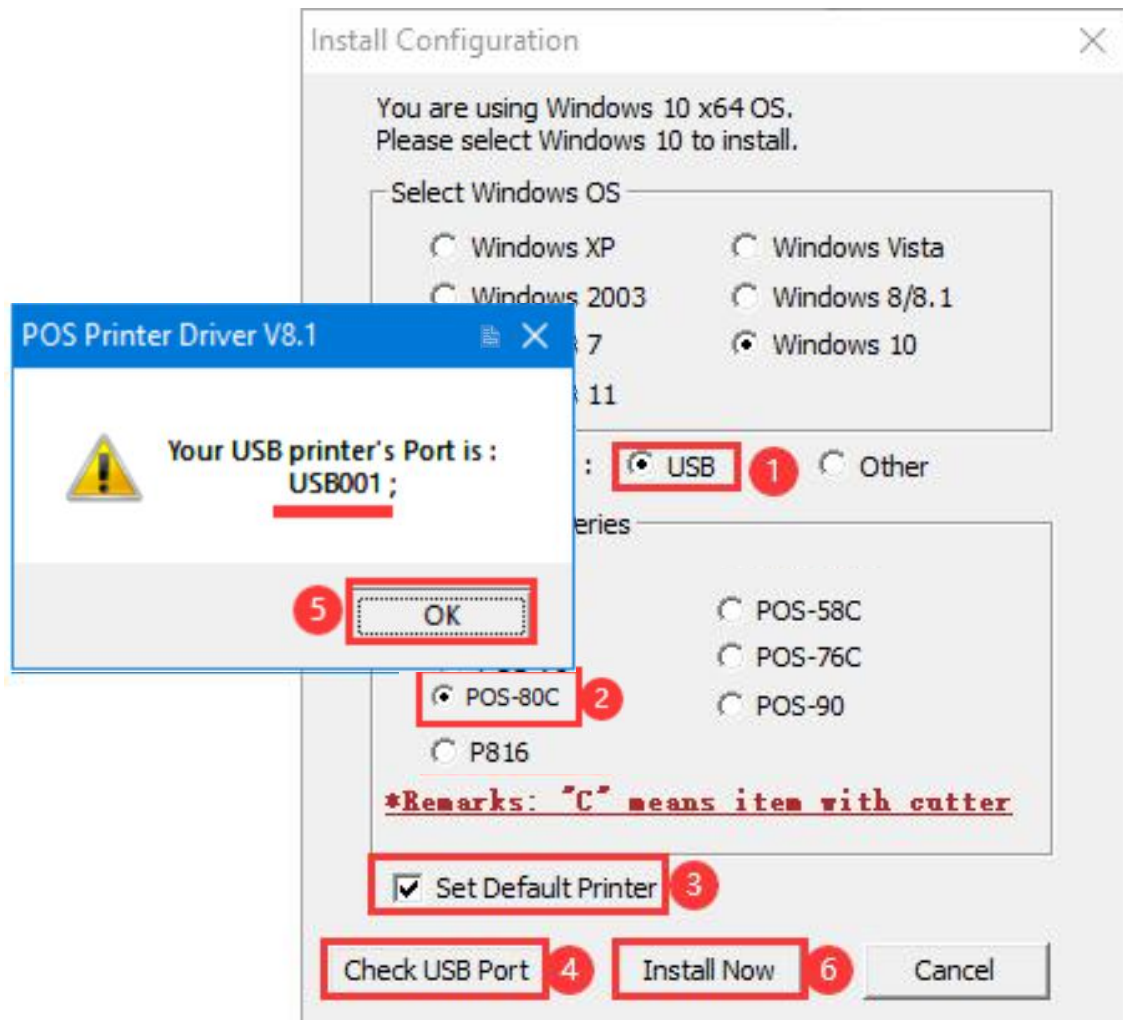 Install Configuration
You are using Windows 10 x64 OS.
Please select Windows 10 to install.
Select Windows OS
Windows XP
Windows Vista
Windows 2003
Windows 8/8.1
7
Windows 10
11
POS Printer Driver V8.1
Your USB printer's Port is :
USB001 ;
5
OK
: USB 1 Other
eries
POS-58C
POS-76C
POS-80C 2
POS-90
P816
*Remarks: "C" means item with cutter
Set Default Printer 3
Check USB Port 4
Install Now 6
Cancel